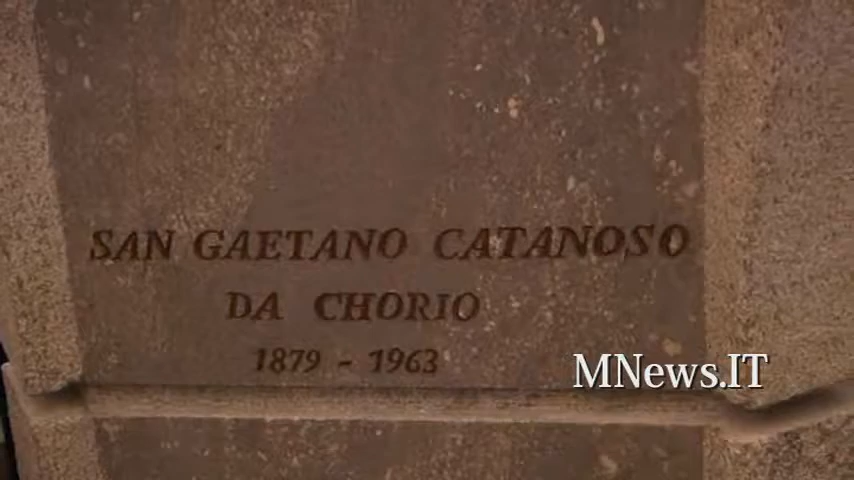 SAN GAETANO CATANOSO
DA CHORIO
1879 - 1963
MNews.IT